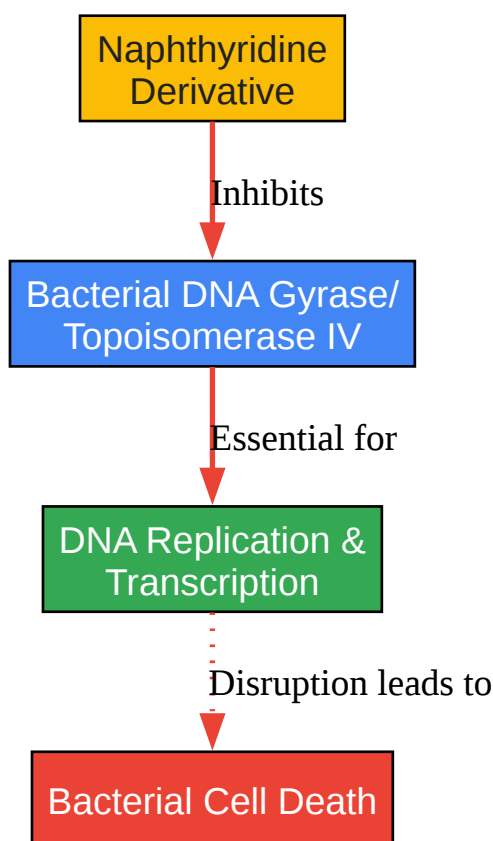 Naphthyridine
Derivative
Inhibits
Bacterial DNA Gyrase/
Topoisomerase IV
Essential for
DNA Replication &
Transcription
Disruption leads to
Bacterial Cell Death